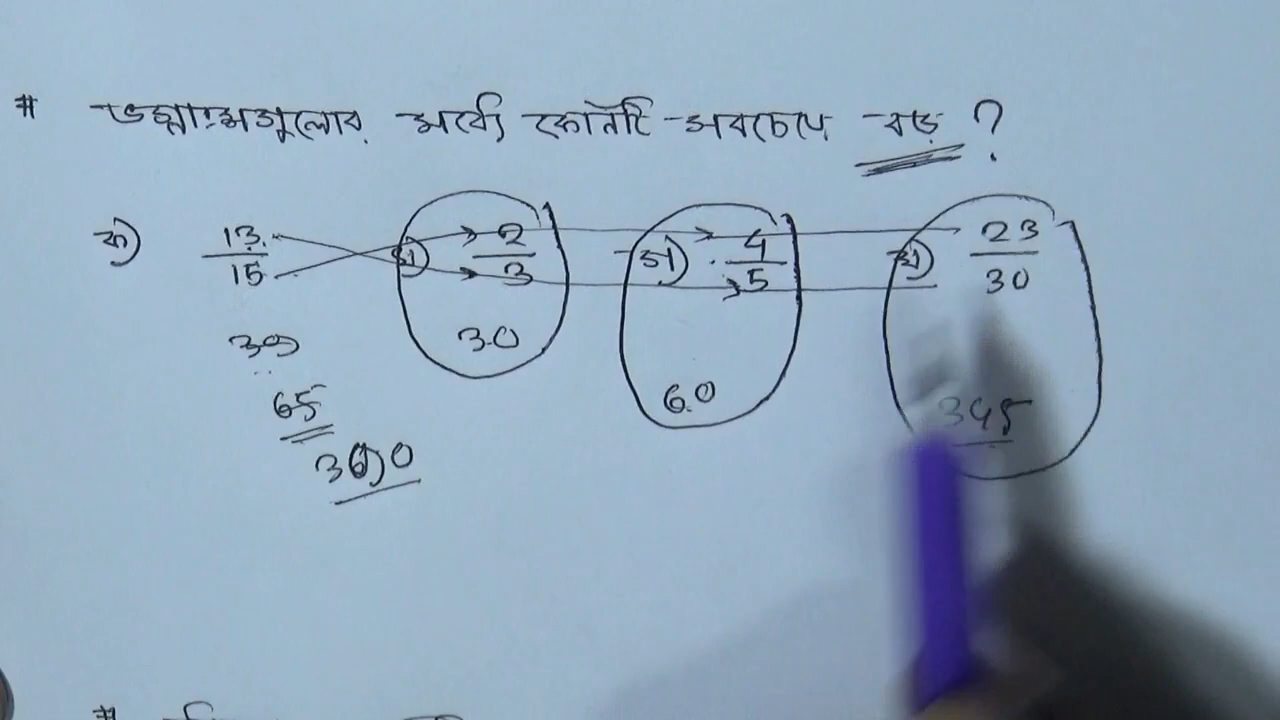 # ভগ্নাংশগুলোর মধ্যে কোনটি সবচেয়ে বড় ?
ক) 13/15 খ) 2/3 গ) 4/5 ঘ) 23/30
39 30 60 345
65
390
#